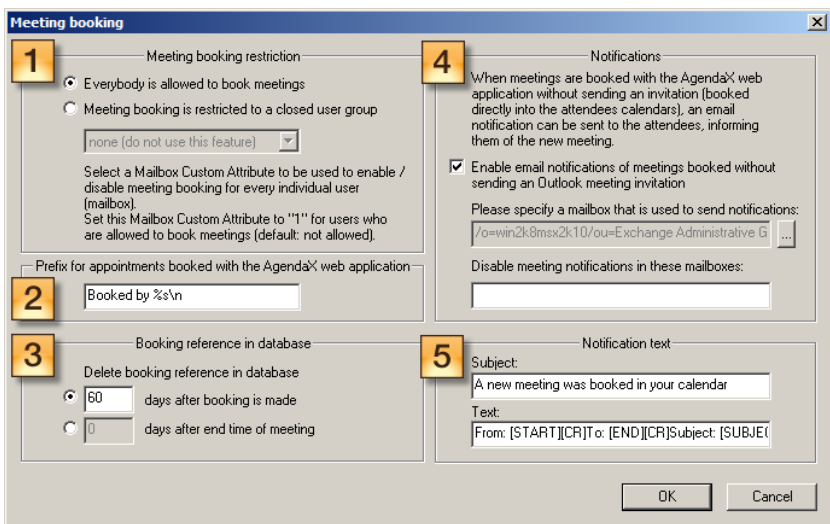 Meeting booking
1
Meeting booking restriction
Everybody is allowed to book meetings
Meeting booking is restricted to a closed user group
none (do not use this feature)
Select a Mailbox Custom Attribute to be used to enable /
disable meeting booking for every individual user
(mailbox).
Set this Mailbox Custom Attribute to "1" for users who
are allowed to book meetings (default: not allowed).
Prefix for appointments booked with the AgendaX web application
2
Booked by %s\n
3
Booking reference in database
Delete booking reference in database
60 days after booking is made
0 days after end time of meeting
4
Notifications
When meetings are booked with the AgendaX web
application without sending an invitation (booked
directly into the attendees calendars), an email
notification can be sent to the attendees, informing
them of the new meeting.
Enable email notifications of meetings booked without
sending an Outlook meeting invitation
Please specify a mailbox that is used to send notifications:
/o=win2k8msx2k10/ou=Exchange Administrative G ...
Disable meeting notifications in these mailboxes:
5
Notification text
Subject:
A new meeting was booked in your calendar
Text:
From: [START][CR]To: [END][CR]Subject: [SUBJE(
OK Cancel